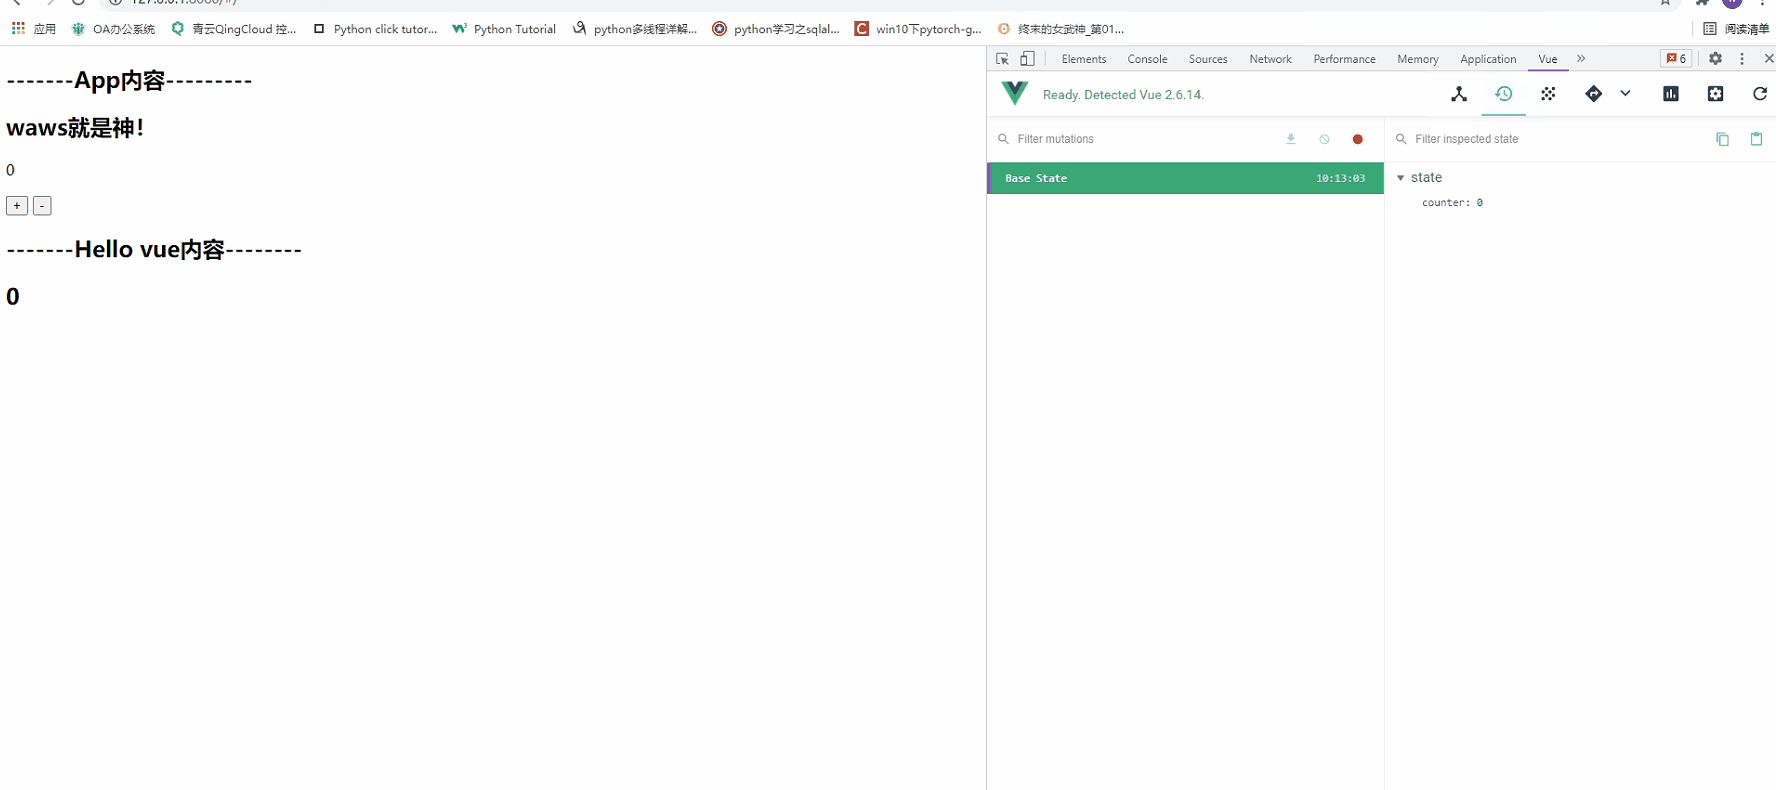 应用 OA办公系统 青云QingCloud 控... Python click tutor... Python Tutorial python多线程详解... python学习之sqlal... win10下pytorch-g... 终末的女武神_第01... 阅读清单
-------App内容---------
waws就是神！
0
+ -
-------Hello vue内容--------
0
Elements Console Sources Network Performance Memory Application Vue » 6
Ready. Detected Vue 2.6.14.
Filter mutations
Base State 10:13:03
Filter inspected state
state
counter: 0